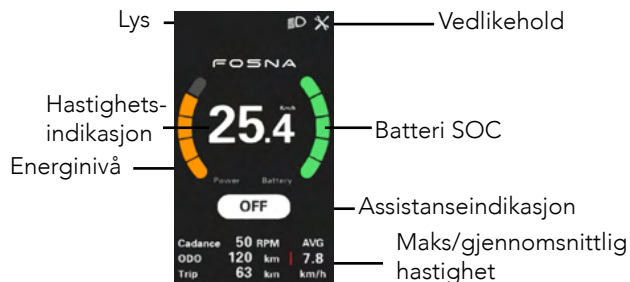 Lys
Vedlikehold
FOSNA
Hastighets-
indikasjon
Km/h
25.4
Batteri SOC
Energinivå
Power Battery
OFF
Assistanseindikasjon
Cadance 50 RPM AVG
ODO 120 km 7.8
Trip 63 km km/h
Maks/gjennomsnittlig
hastighet